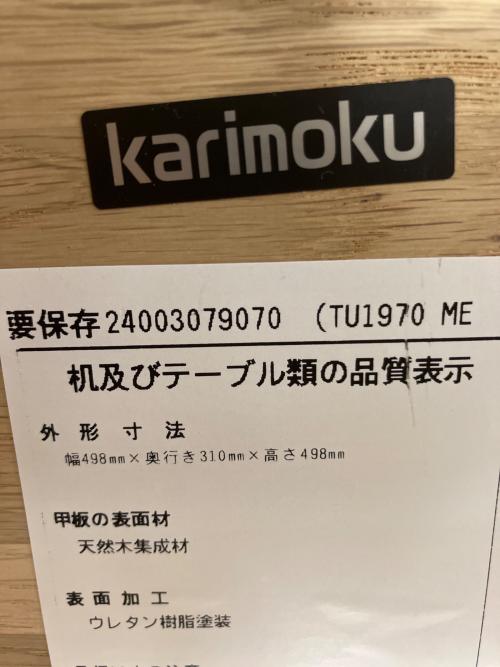 karimoku
要保存24003079070 (TU1970 ME
机及びテーブル類の品質表示
外形寸法
幅498mm×奥行き310mm×高さ498mm
甲板の表面材
天然木集成材
表面加工
ウレタン樹脂塗装